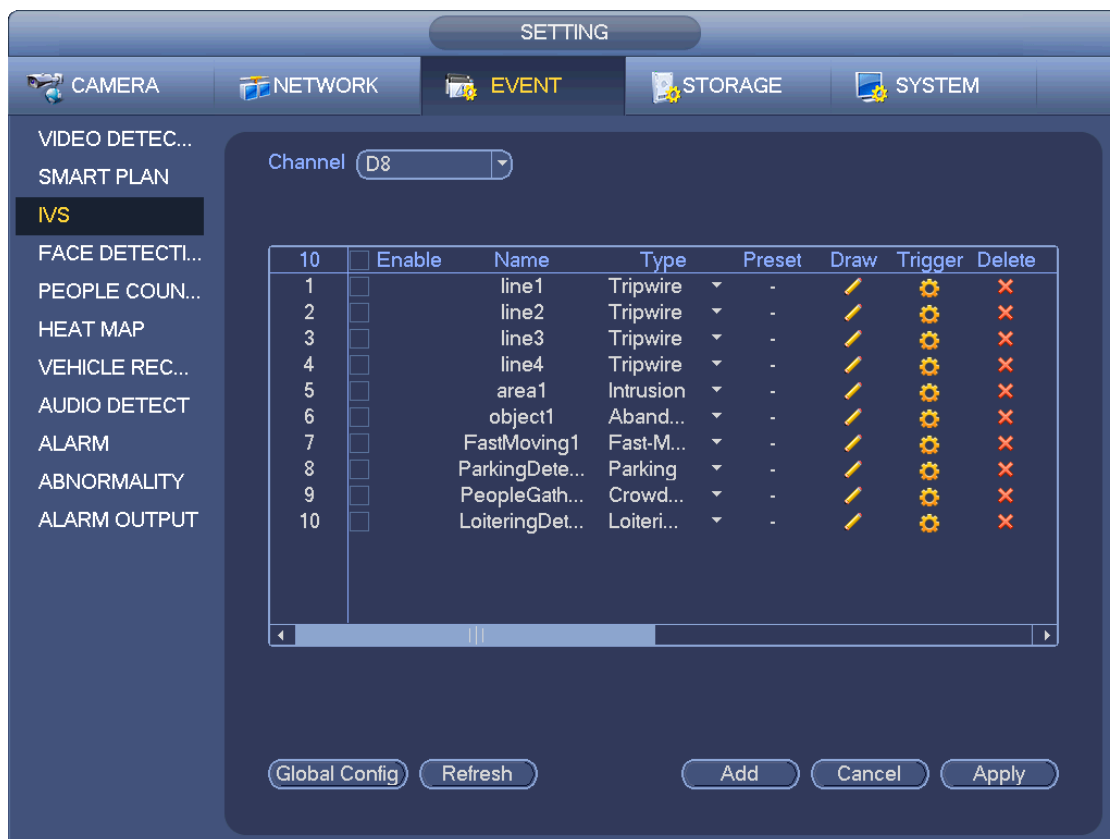 SETTING
CAMERA NETWORK EVENT STORAGE SYSTEM
VIDEO DETEC...
SMART PLAN
IVS
FACE DETECTI...
PEOPLE COUN...
HEAT MAP
VEHICLE REC...
AUDIO DETECT
ALARM
ABNORMALITY
ALARM OUTPUT
Channel D8
10 Enable Name Type Preset Draw Trigger Delete
1 line1 Tripwire -
2 line2 Tripwire -
3 line3 Tripwire -
4 line4 Tripwire -
5 area1 Intrusion -
6 object1 Aband... -
7 FastMoving1 Fast-M... -
8 ParkingDete... Parking -
9 PeopleGath... Crowd... -
10 LoiteringDet... Loiteri... -
Global Config Refresh Add Cancel Apply